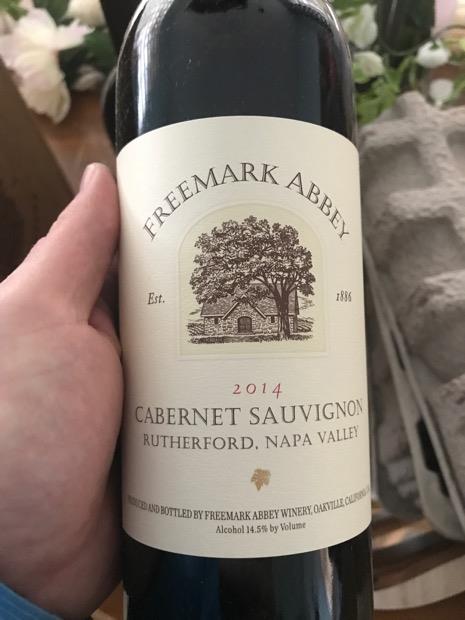 FREEMARK ABBEY
Est. 1886
2014
CABERNET SAUVIGNON
RUTHERFORD, NAPA VALLEY
AND BOTTLED BY FREEMARK ABBEY WINERY, OAKVILLE, CALIFORNIA
Alcohol 14.5% by Volume